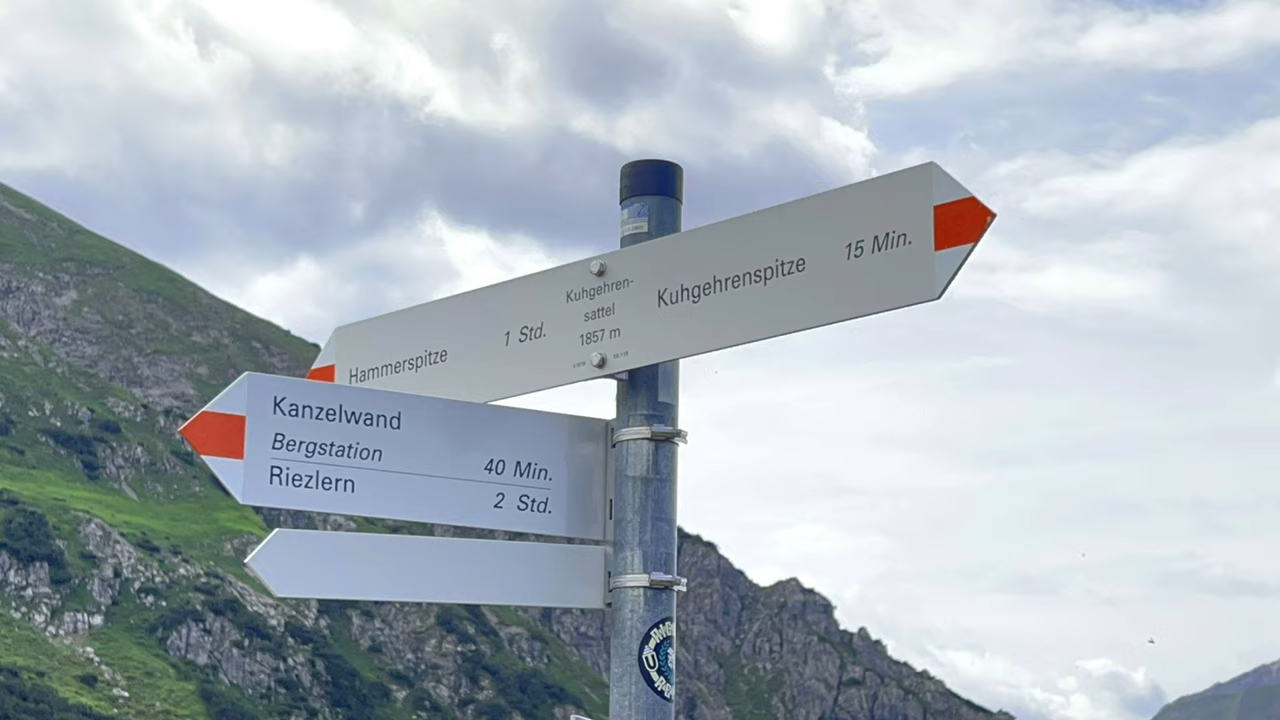 Kuhgehren-
sattel
1857 m
Kuhgehrenspitze 15 Min.
Hammerspitze 1 Std.
Kanzelwand
Bergstation 40 Min.
Riezlern 2 Std.